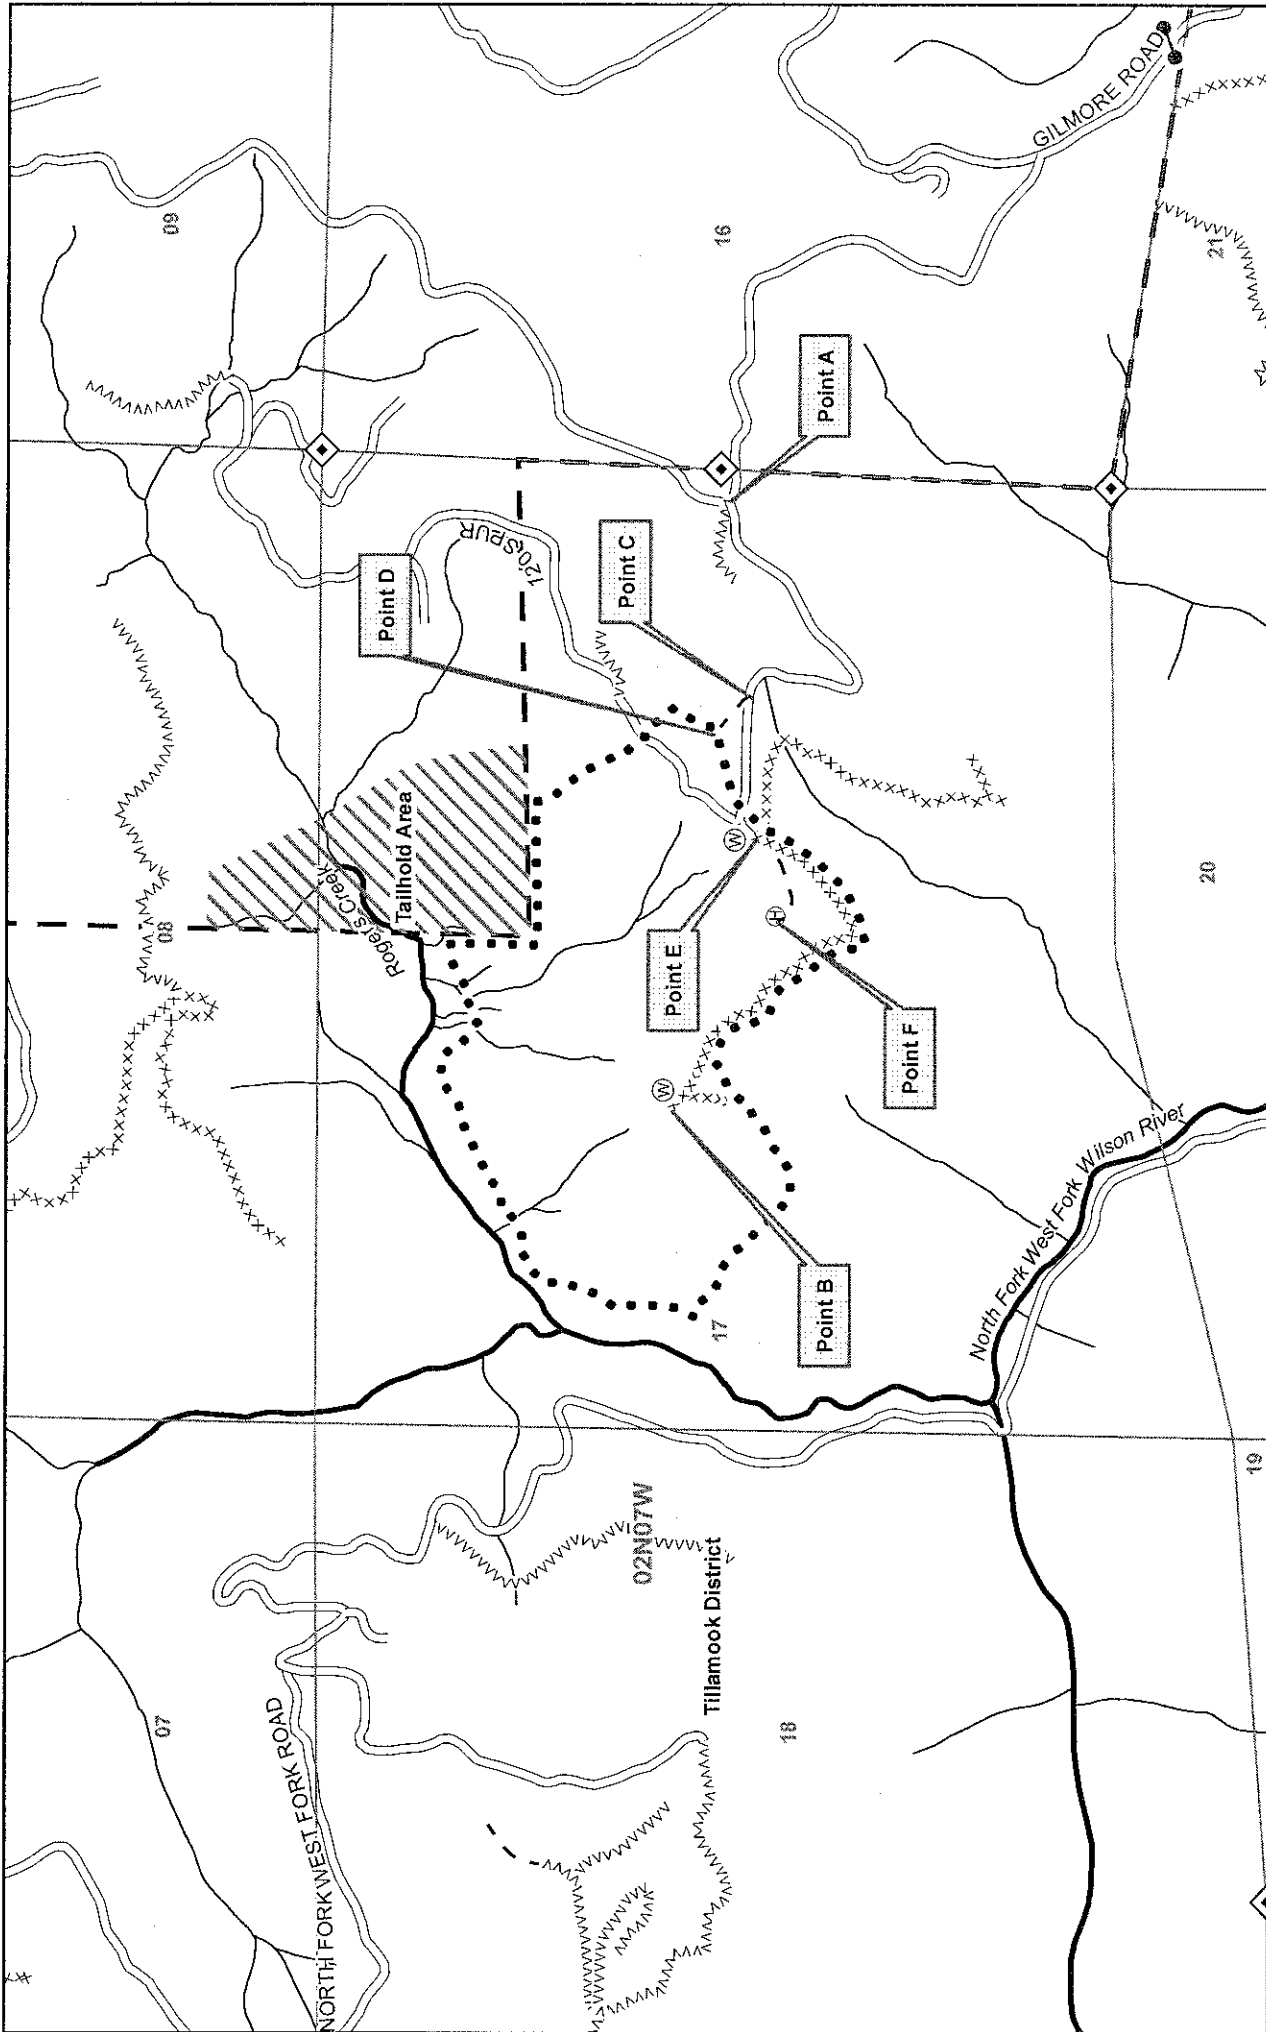 09
16
21
GILMORE ROAD
120 SPUR
Point A
Point C
Point D
Tailhold Area
Rogers Creek
08
20
Point E
Point F
Point B
17
North Fork West Fork Wilson River
19
02N07W
Tillamook District
18
07
NORTH FORK WEST FORK ROAD
W
H
W